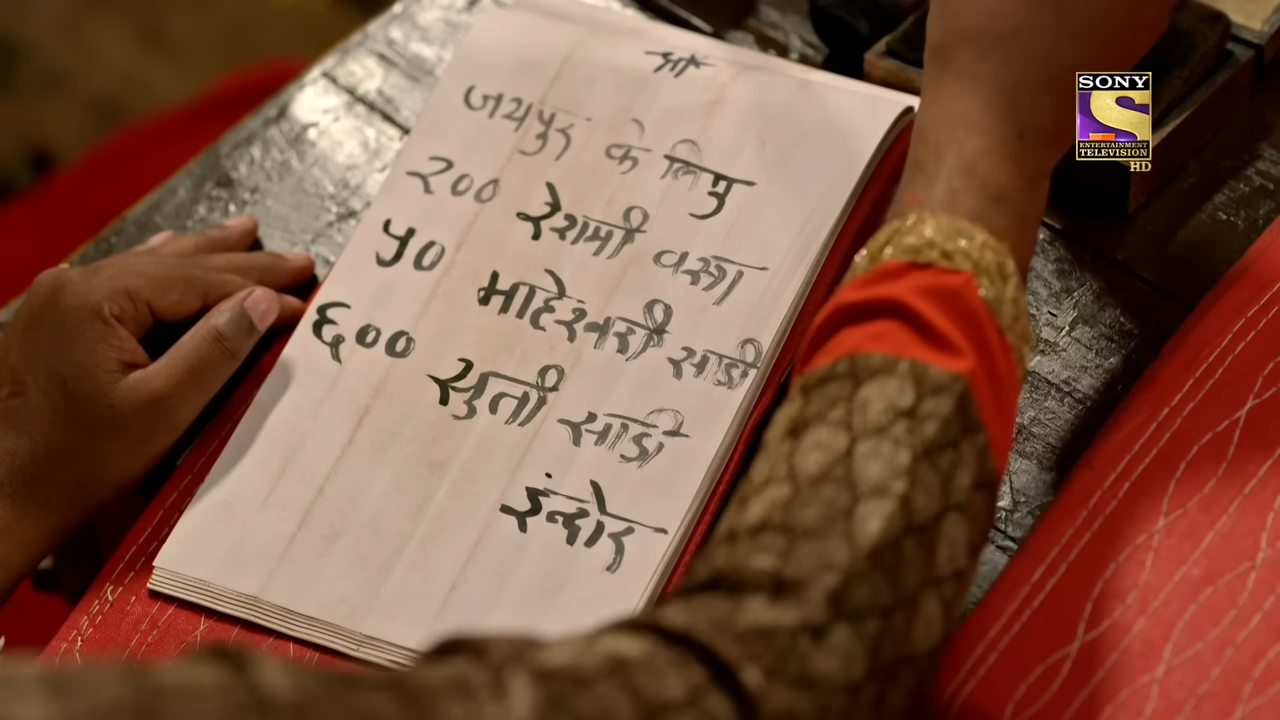 श्री
जयपुर के लिए
२०० रेशमी वस्त्र
५० माहेश्वरी साडी
६०० सुती साडी
इन्दोर
SONY
ENTERTAINMENT
TELEVISION
HD